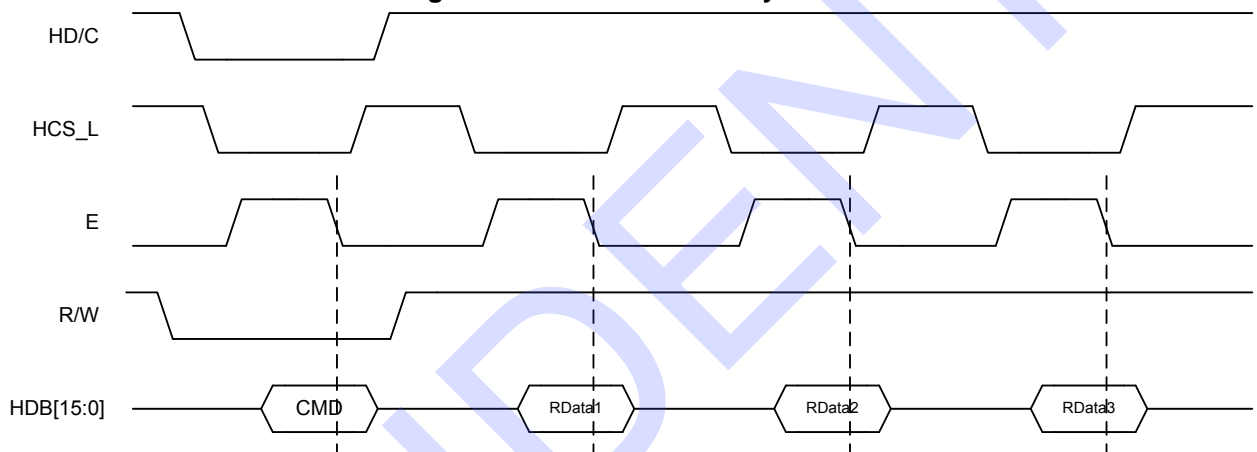 HD/C
HCS_L
E
R/W
HDB[15:0]
CMD
RData1
RData2
RData3